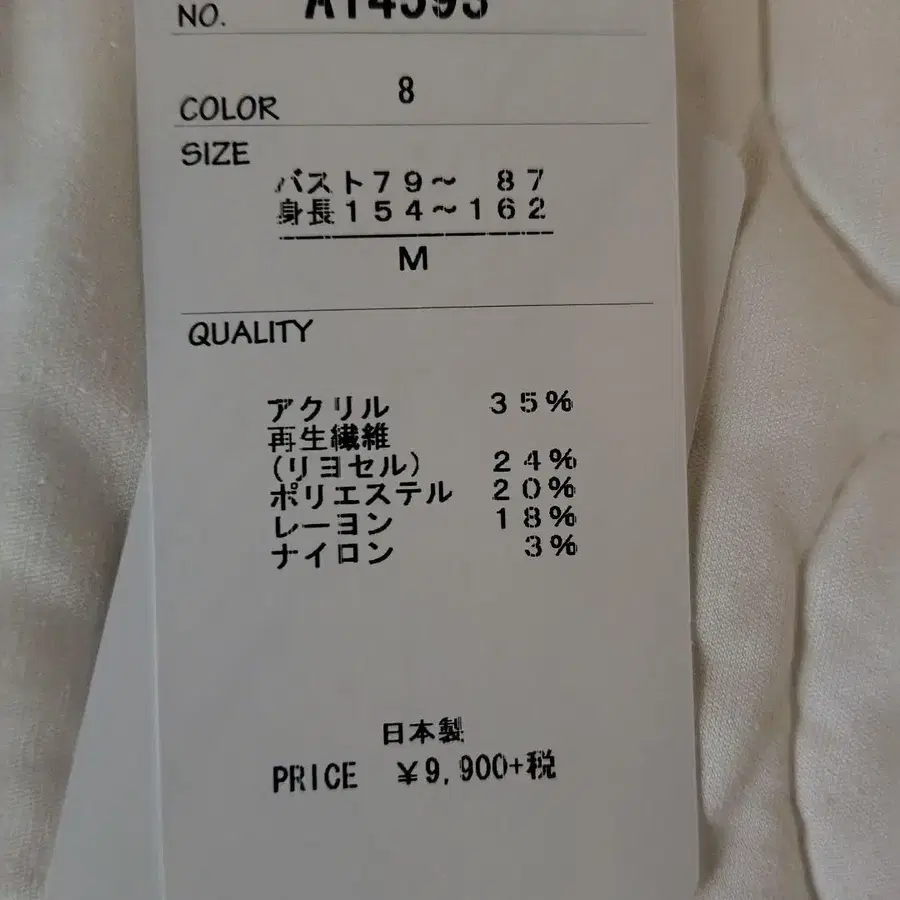 NO. A14593
COLOR 8
SIZE
バスト79～ 87
身長154～162
M
QUALITY
アクリル 35%
再生繊維
(リヨセル) 24%
ポリエステル 20%
レーヨン 18%
ナイロン 3%
日本製
PRICE ¥9,900+税